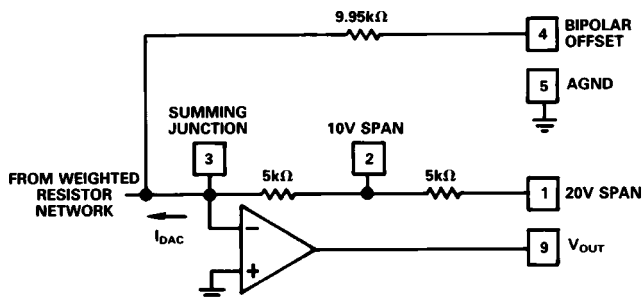 9.95kΩ
4
BIPOLAR
OFFSET
5
AGND
SUMMING
JUNCTION
3
10V SPAN
2
5kΩ
5kΩ
FROM WEIGHTED
RESISTOR
NETWORK
1
20V SPAN
IDAC
−
+
9
VOUT